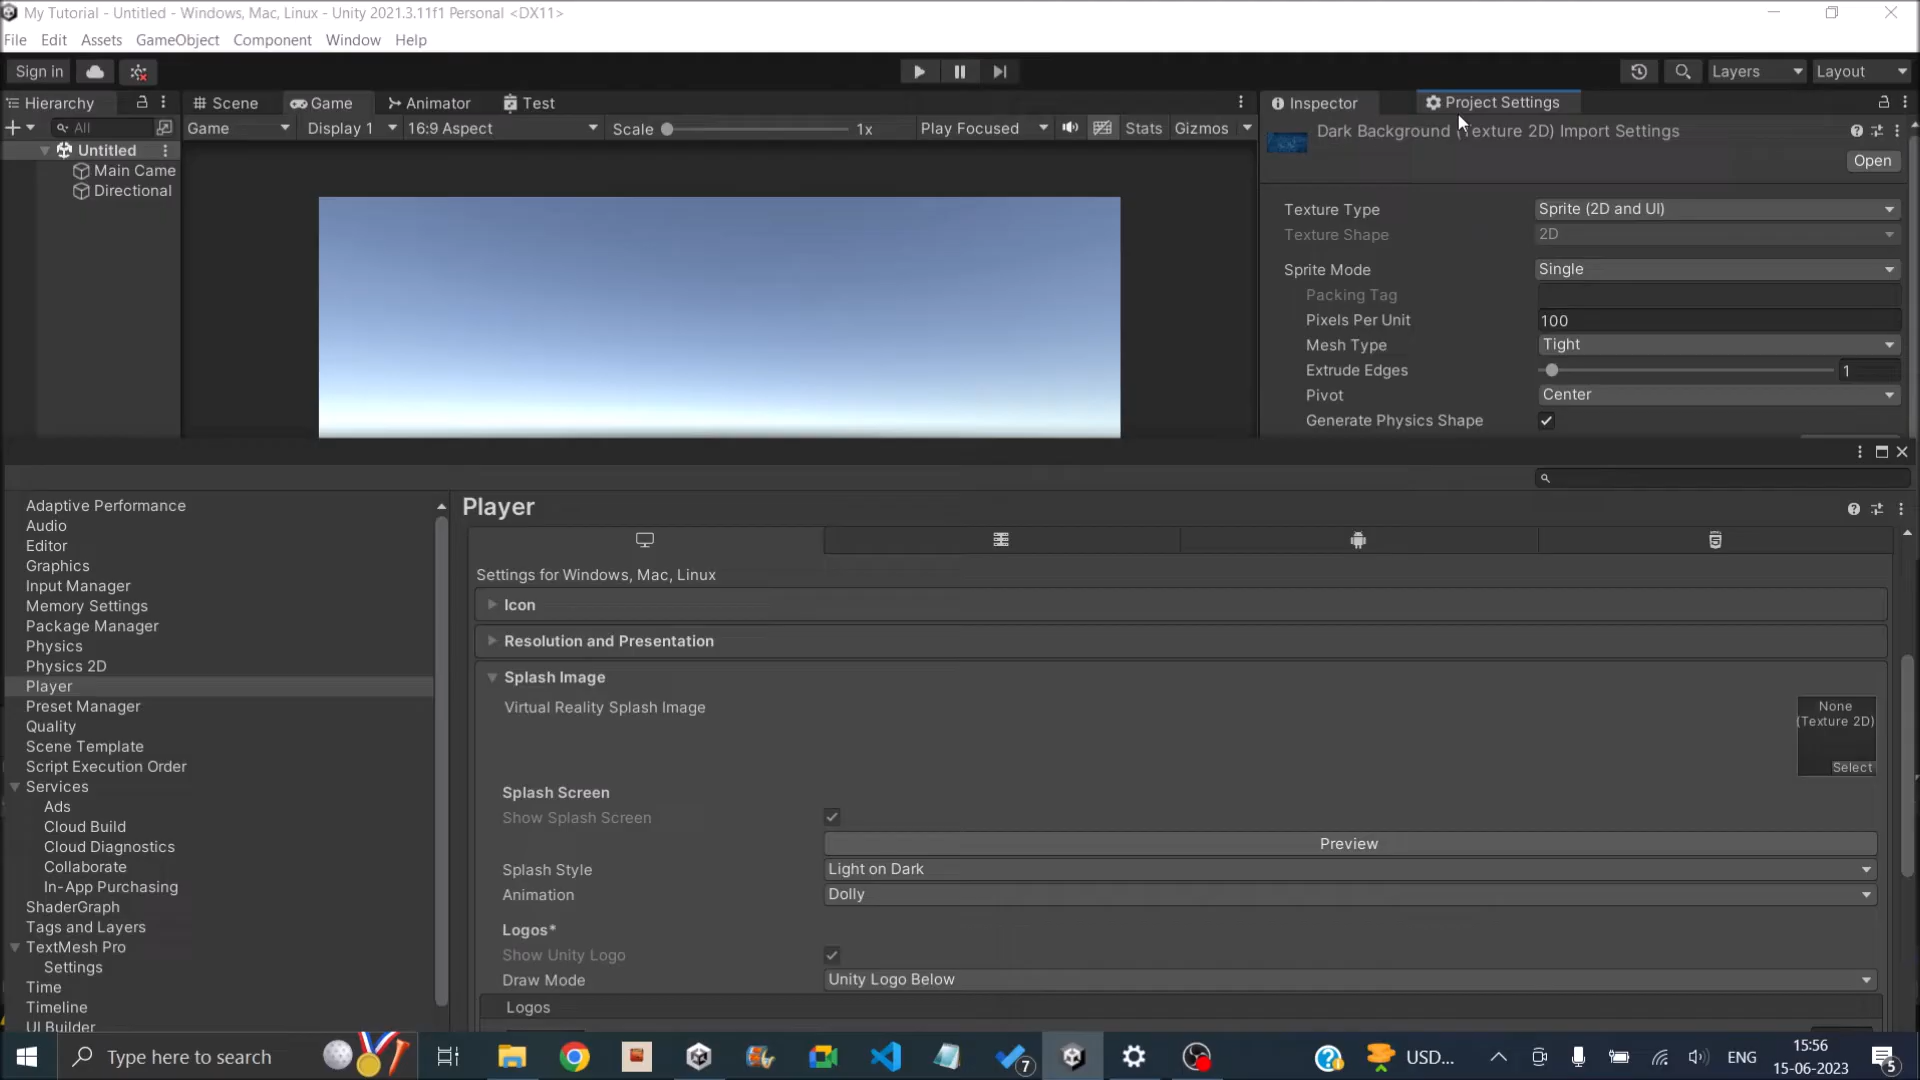 My Tutorial - Untitled - Windows, Mac, Linux - Unity 2021.3.11f1 Personal <DX11>
File Edit Assets GameObject Component Window Help
Sign in Layers Layout
Hierarchy Scene Game Animator Test Inspector Project Settings
All Game Display 1 16:9 Aspect Scale 1x Play Focused Stats Gizmos
Dark Background (Texture 2D) Import Settings
Open
Untitled
Main Came
Directional
Texture Type Sprite (2D and UI)
Texture Shape 2D
Sprite Mode Single
Packing Tag
Pixels Per Unit 100
Mesh Type Tight
Extrude Edges 1
Pivot Center
Generate Physics Shape
Adaptive Performance
Audio
Editor
Graphics
Input Manager
Memory Settings
Package Manager
Physics
Physics 2D
Player
Preset Manager
Quality
Scene Template
Script Execution Order
Services
Ads
Cloud Build
Cloud Diagnostics
Collaborate
In-App Purchasing
ShaderGraph
Tags and Layers
TextMesh Pro
Settings
Time
Timeline
UI Builder
Player
Settings for Windows, Mac, Linux
Icon
Resolution and Presentation
Splash Image
Virtual Reality Splash Image
None
(Texture 2D)
Select
Splash Screen
Show Splash Screen
Preview
Splash Style Light on Dark
Animation Dolly
Logos*
Show Unity Logo
Draw Mode Unity Logo Below
Logos
Type here to search
7
USD...
ENG
15:56
15-06-2023
5